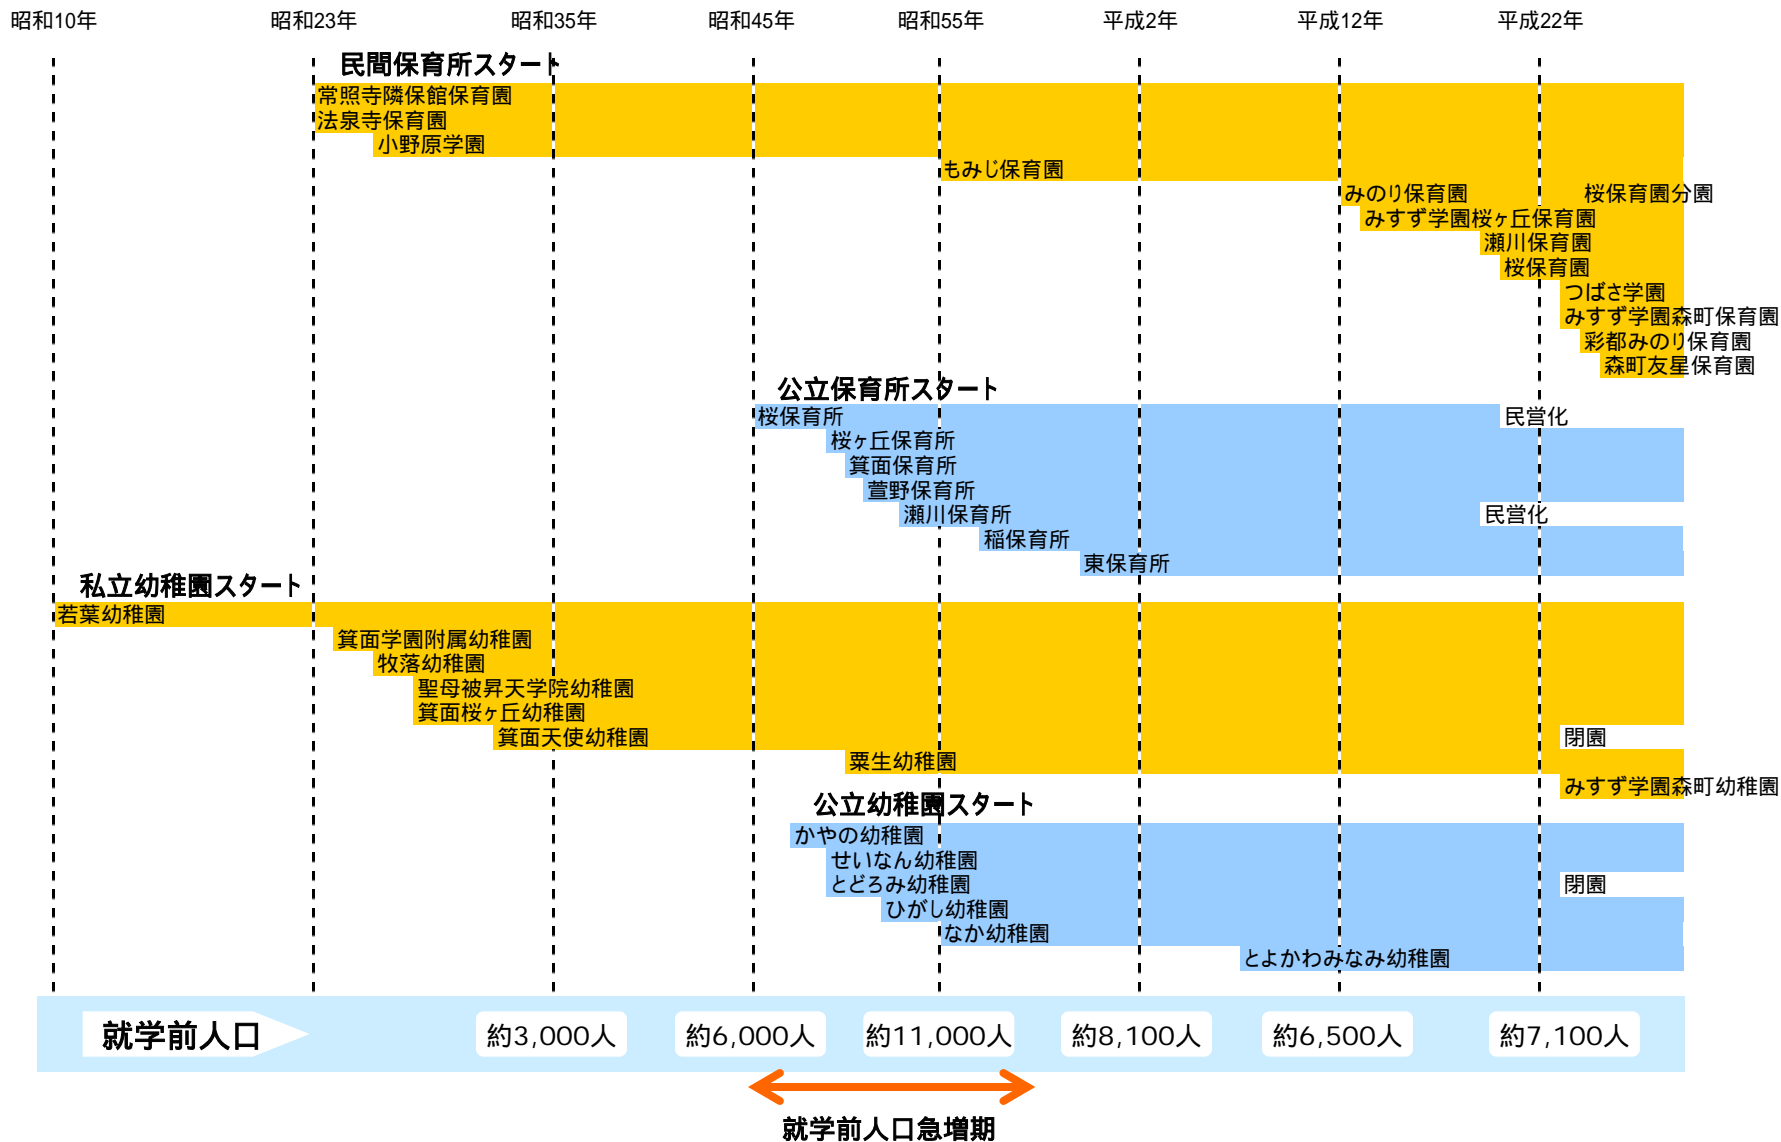 昭和10年 昭和23年 昭和35年 昭和45年 昭和55年 平成2年 平成12年 平成22年
民間保育所スタート
常照寺隣保館保育園
法泉寺保育園
小野原学園
もみじ保育園
みのり保育園 桜保育園分園
みすず学園桜ヶ丘保育園
瀬川保育園
桜保育園
つばさ学園
みすず学園森町保育園
彩都みのり保育園
森町友星保育園
公立保育所スタート
桜保育所 民営化
桜ヶ丘保育所
箕面保育所
萱野保育所
瀬川保育所 民営化
稲保育所
東保育所
私立幼稚園スタート
若葉幼稚園
箕面学園附属幼稚園
牧落幼稚園
聖母被昇天学院幼稚園
箕面桜ヶ丘幼稚園
箕面天使幼稚園 閉園
粟生幼稚園
みすず学園森町幼稚園
公立幼稚園スタート
かやの幼稚園
せいなん幼稚園
とどろみ幼稚園 閉園
ひがし幼稚園
なか幼稚園
とよかわみなみ幼稚園
就学前人口 約3,000人 約6,000人 約11,000人 約8,100人 約6,500人 約7,100人
就学前人口急増期